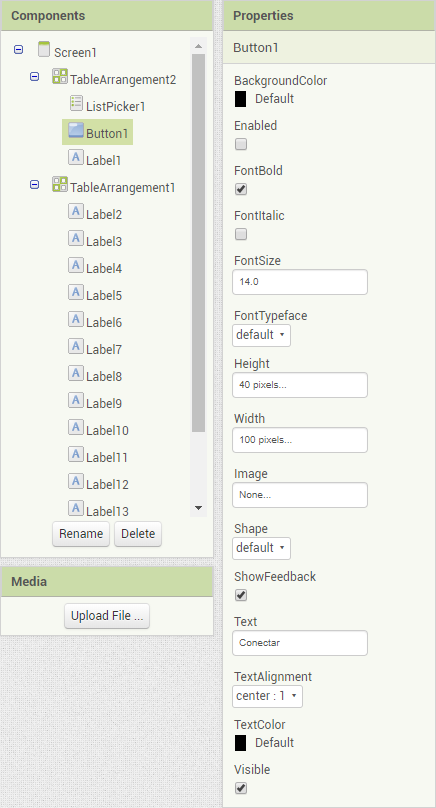 Components
Screen1
TableArrangement2
ListPicker1
Button1
A Label1
TableArrangement1
A Label2
A Label3
A Label4
A Label5
A Label6
A Label7
A Label8
A Label9
A Label10
A Label11
A Label12
A Label13
Rename Delete
Media
Upload File ...
Properties
Button1
BackgroundColor
Default
Enabled
FontBold
FontItalic
FontSize
14.0
FontTypeface
default
Height
40 pixels...
Width
100 pixels...
Image
None...
Shape
default
ShowFeedback
Text
Conectar
TextAlignment
center : 1
TextColor
Default
Visible